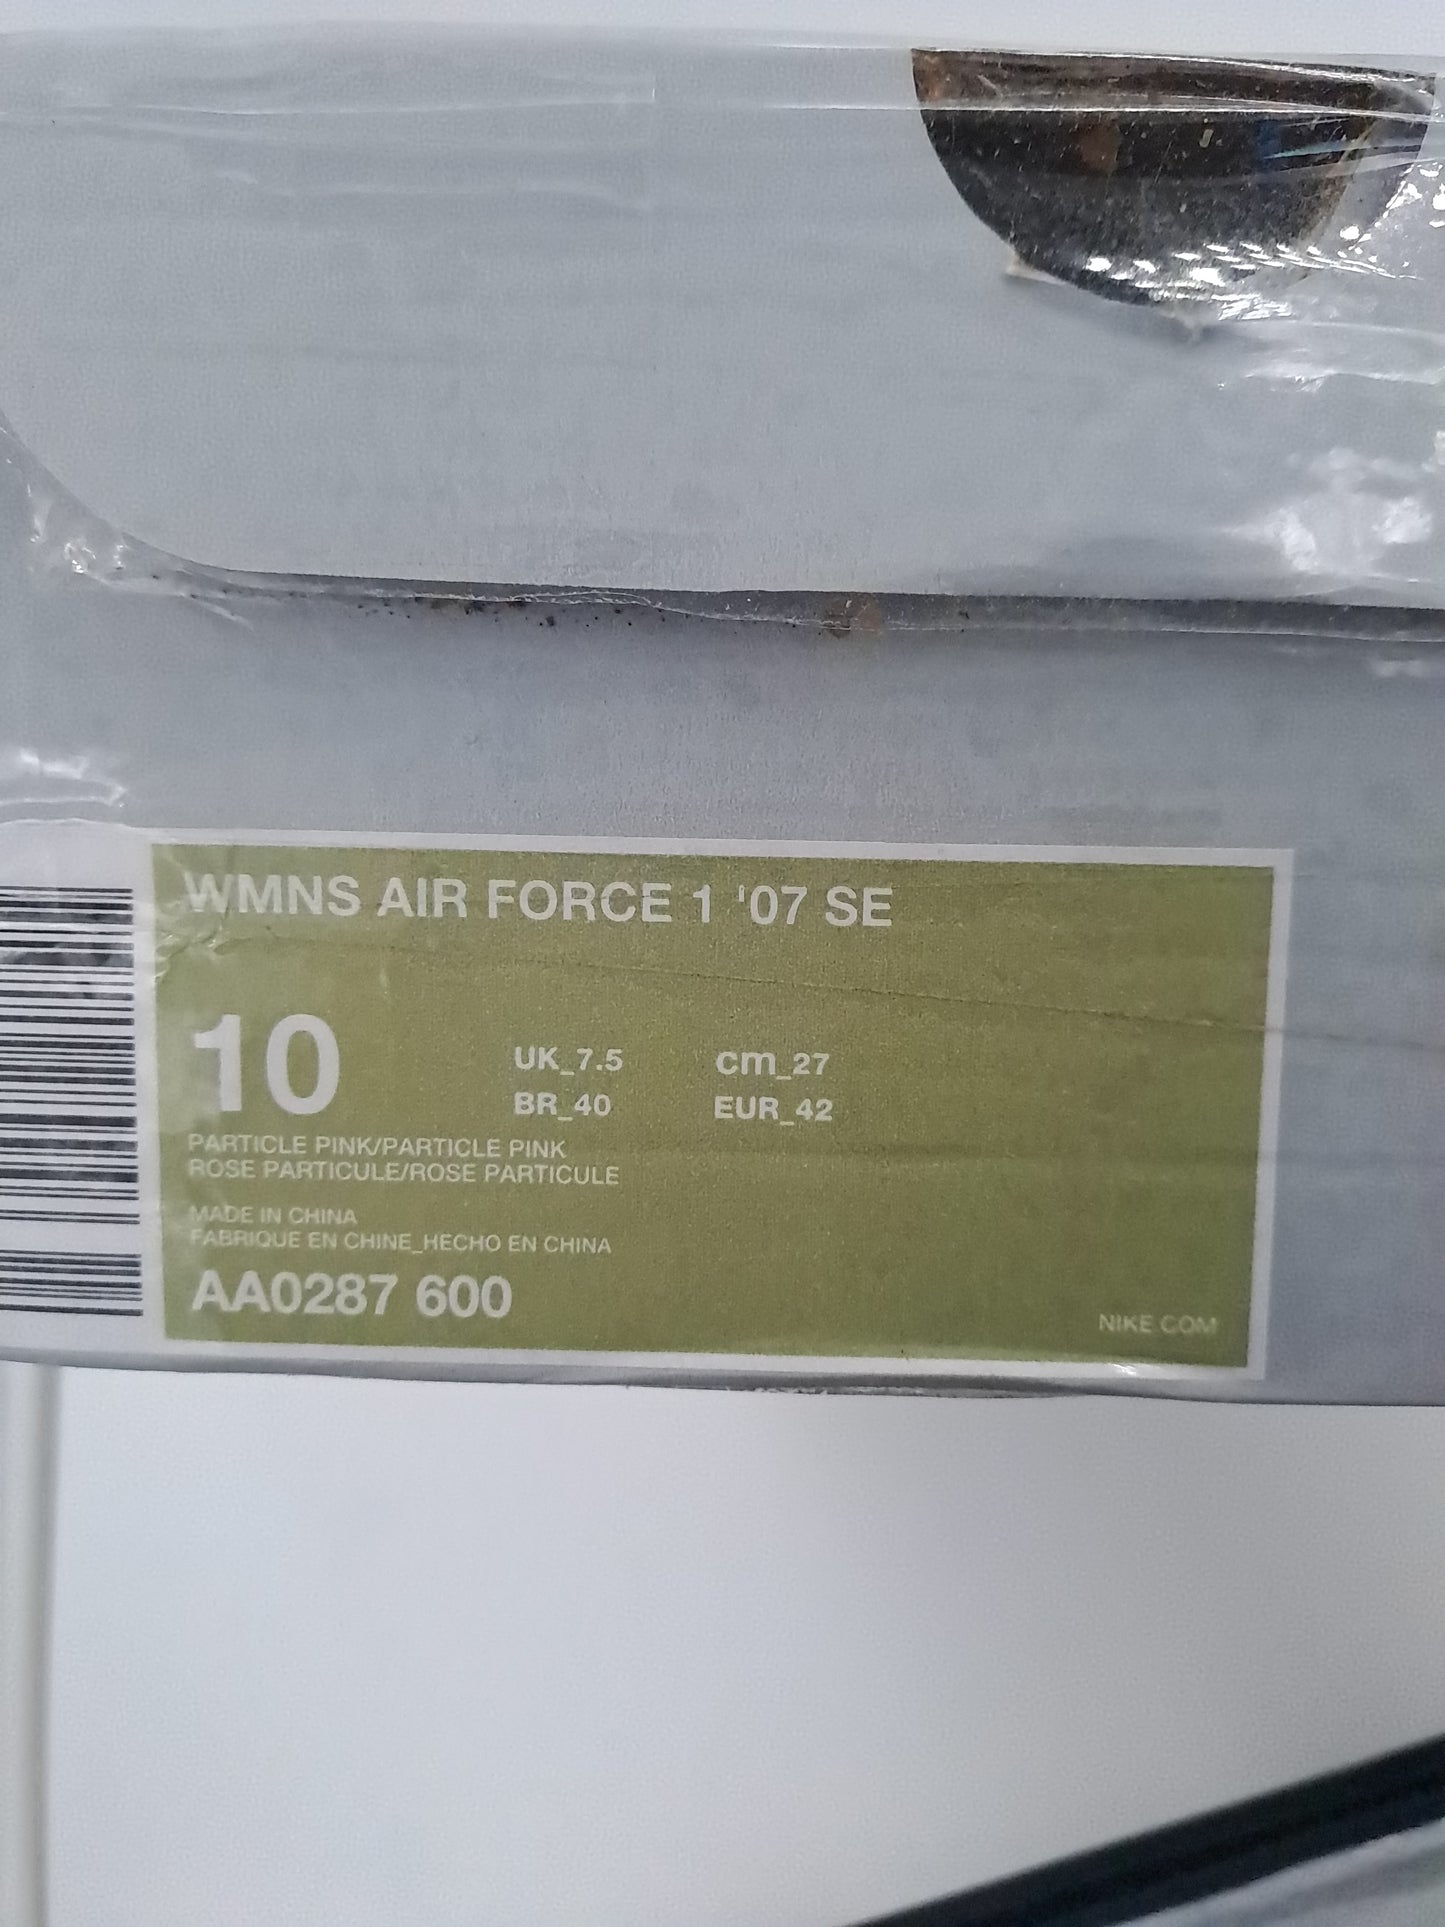 WMNS AIR FORCE 1 '07 SE
10
UK_7.5 cm_27
BR_40 EUR_42
PARTICLE PINK/PARTICLE PINK
ROSE PARTICULE/ROSE PARTICULE
MADE IN CHINA
FABRIQUE EN CHINE_HECHO EN CHINA
AA0287 600
NIKE COM